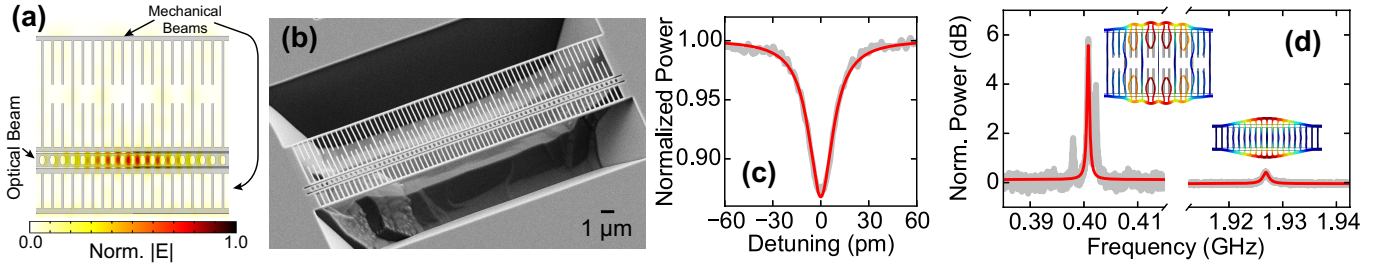 (a)
Mechanical
Beams
Optical Beam
0.0
1.0
Norm. |E|
(b)
1 μm
Normalized Power
1.00
0.95
0.90
(c)
−60
−30
0
30
60
Detuning (pm)
Norm. Power (dB)
8
6
4
2
0
(d)
0.39
0.40
0.41
1.92
1.93
1.94
Frequency (GHz)